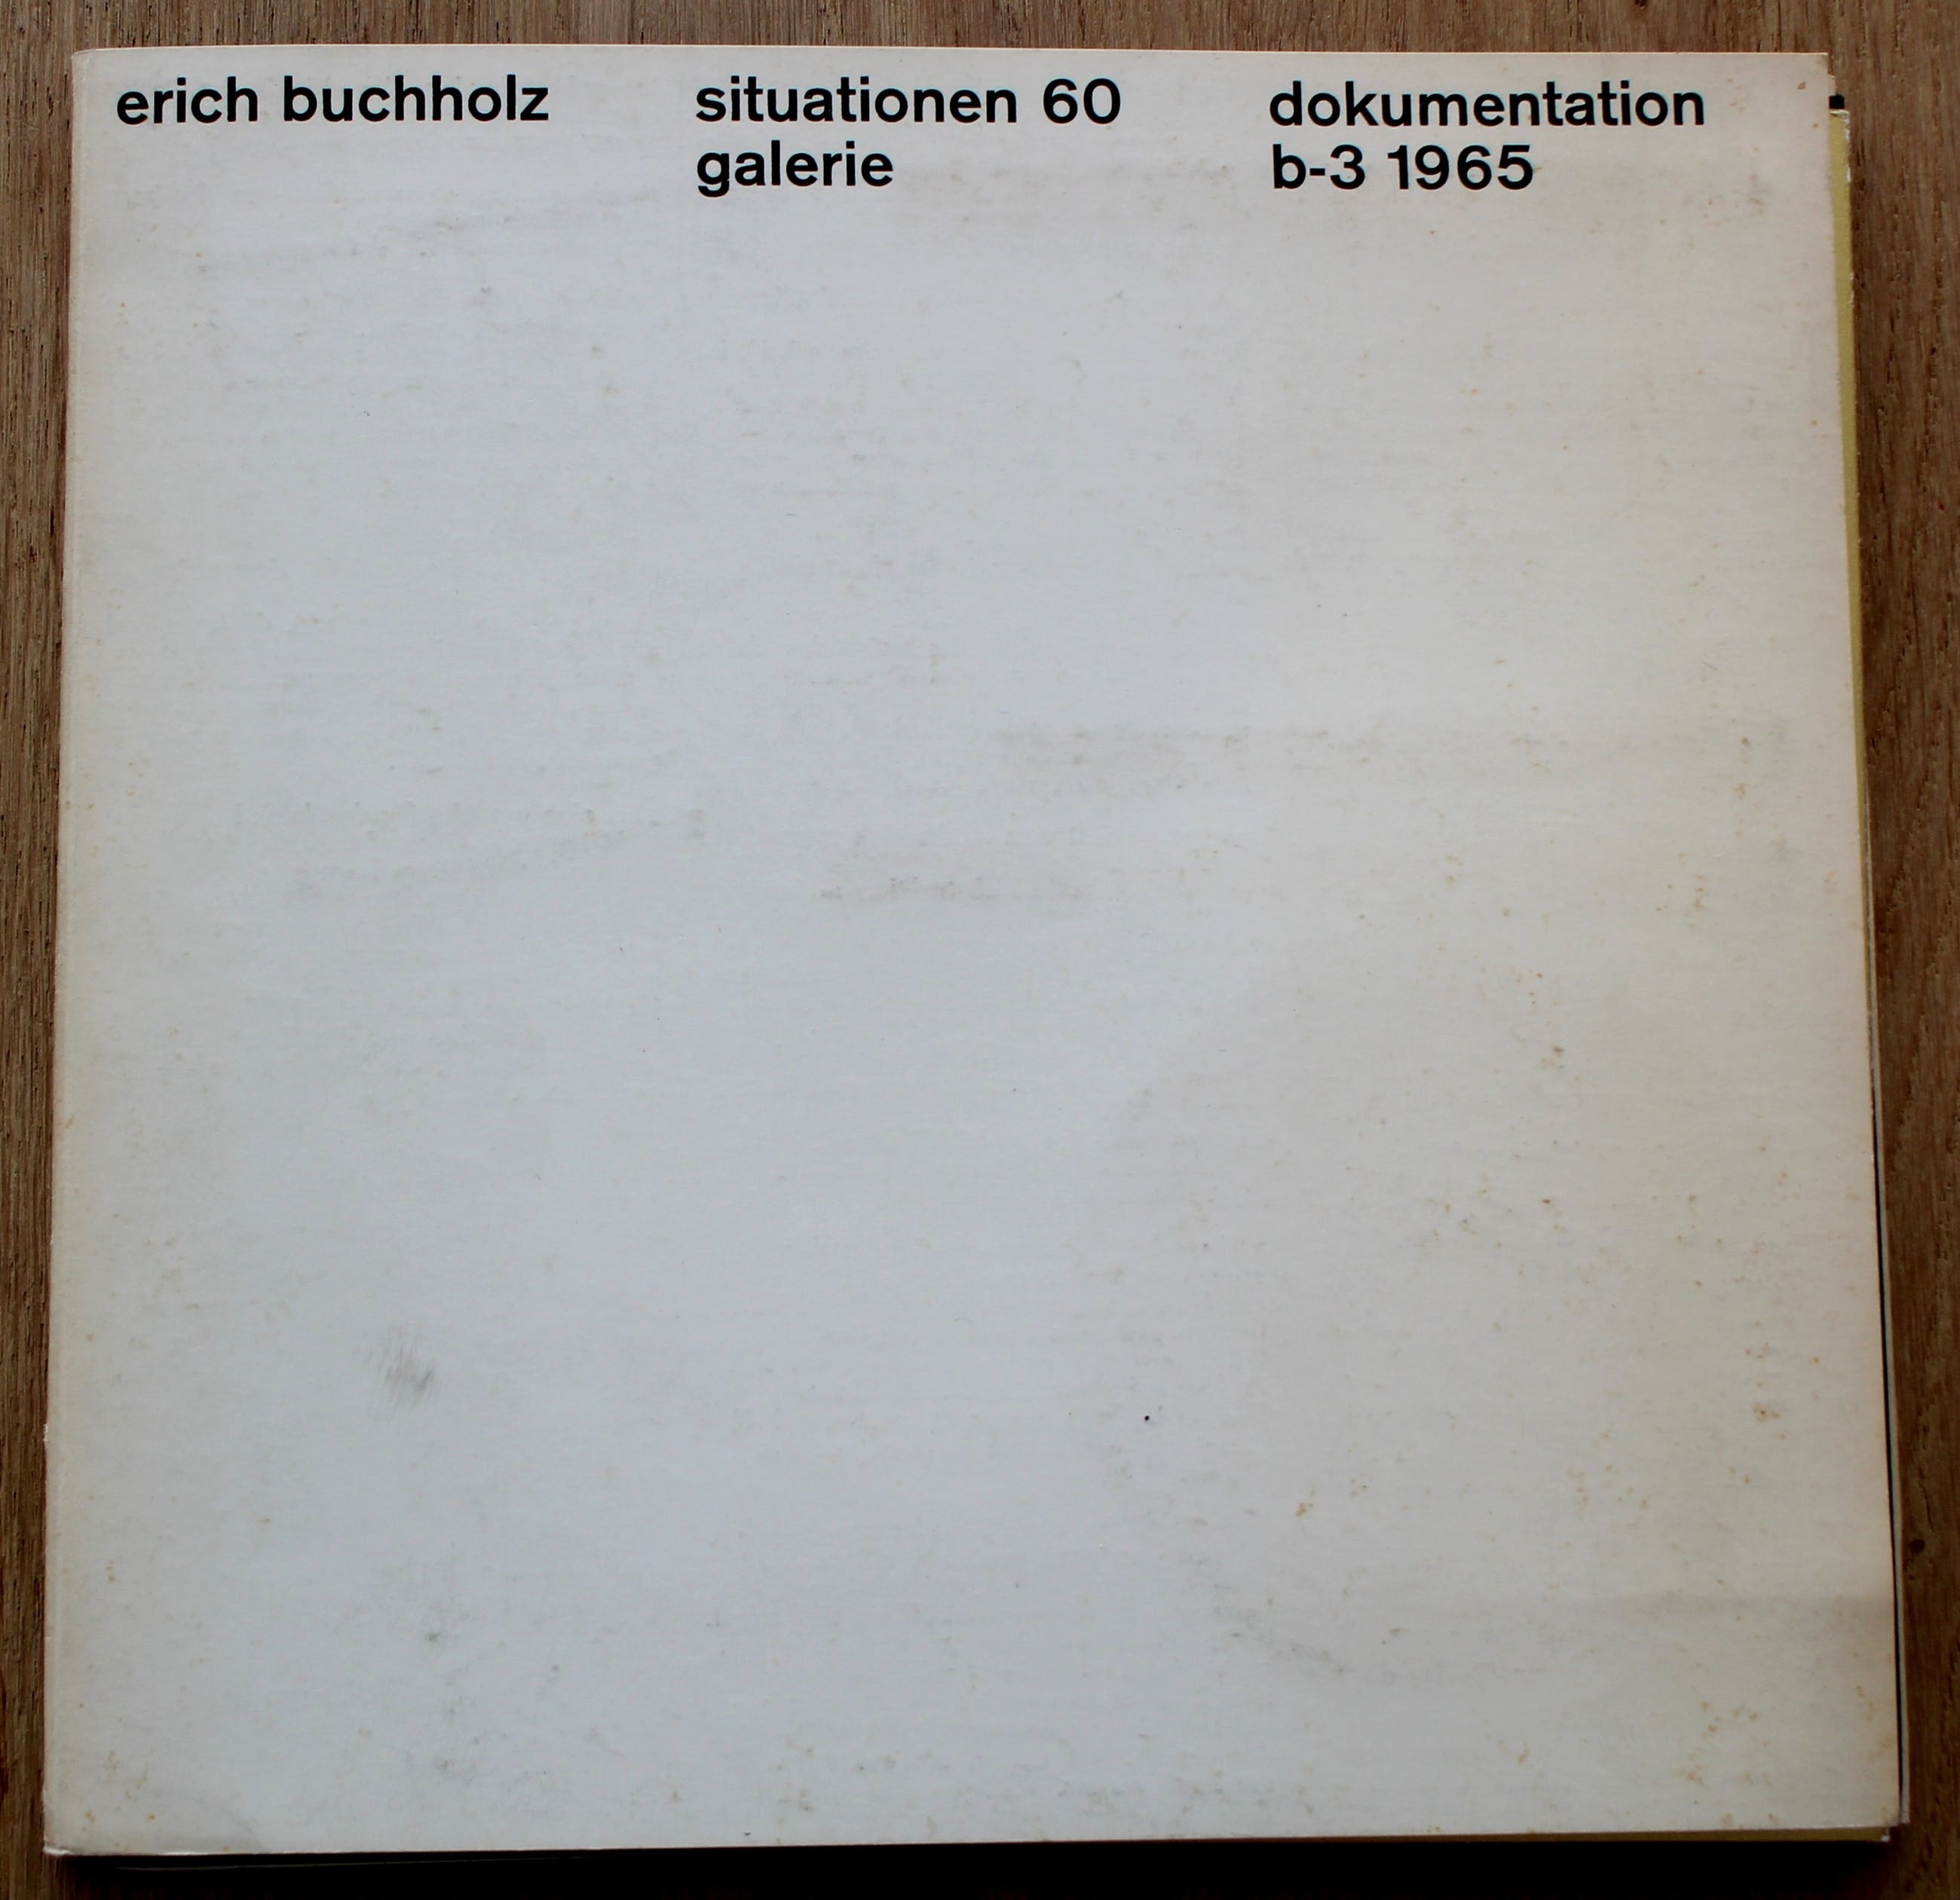 erich buchholz
situationen 60
galerie
dokumentation
b-3 1965